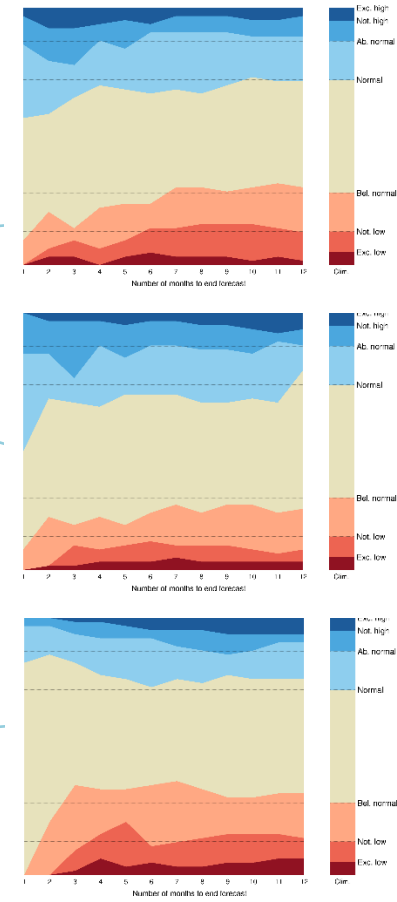 Exc. high
Not. high
Ab. normal
Normal
Bel. normal
Not. low
Exc. low
1 2 3 4 5 6 7 8 9 10 11 12 Clim.
Number of months to end forecast
Exc. high
Not. high
Ab. normal
Normal
Bel. normal
Not. low
Exc. low
1 2 3 4 5 6 7 8 9 10 11 12 Clim.
Number of months to end forecast
Exc. high
Not. high
Ab. normal
Normal
Bel. normal
Not. low
Exc. low
1 2 3 4 5 6 7 8 9 10 11 12 Clim.
Number of months to end forecast